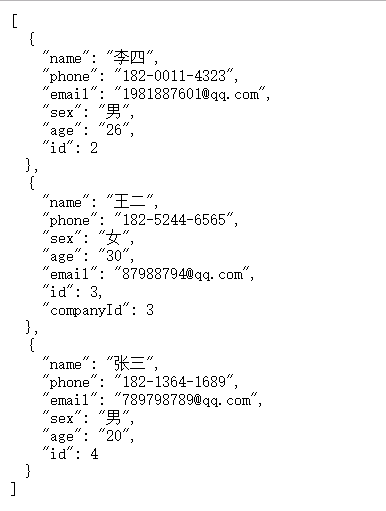 [
  {
    "name": "李四",
    "phone": "182-0011-4323",
    "email": "1981887601@qq.com",
    "sex": "男",
    "age": "26",
    "id": 2
  },
  {
    "name": "王二",
    "phone": "182-5244-6565",
    "sex": "女",
    "age": "30",
    "email": "87988794@qq.com",
    "id": 3,
    "companyId": 3
  },
  {
    "name": "张三",
    "phone": "182-1364-1689",
    "email": "789798789@qq.com",
    "sex": "男",
    "age": "20",
    "id": 4
  }
]